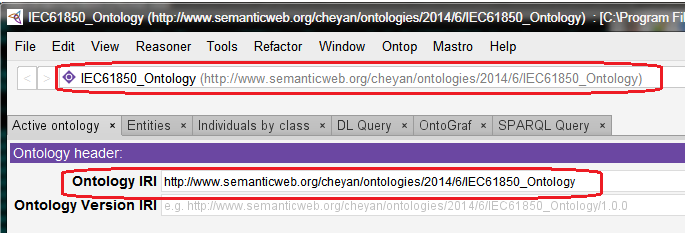 IEC61850_Ontology (http://www.semanticweb.org/cheyan/ontologies/2014/6/IEC61850_Ontology) : [C:\Program Fil
File Edit View Reasoner Tools Refactor Window Ontop Mastro Help
< > IEC61850_Ontology (http://www.semanticweb.org/cheyan/ontologies/2014/6/IEC61850_Ontology)
Active ontology × Entities × Individuals by class × DL Query × OntoGraf × SPARQL Query ×
Ontology header:
Ontology IRI http://www.semanticweb.org/cheyan/ontologies/2014/6/IEC61850_Ontology
Ontology Version IRI e.g. http://www.semanticweb.org/cheyan/ontologies/2014/6/IEC61850_Ontology/1.0.0